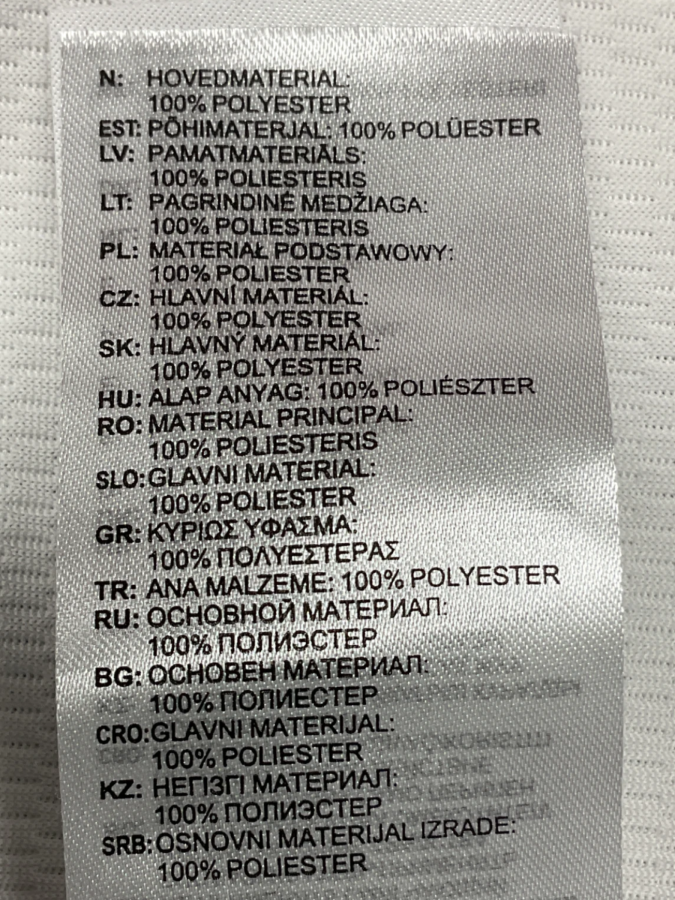 N: HOVEDMATERIAL:
100% POLYESTER
EST: PÕHIMATERJAL: 100% POLÜESTER
LV: PAMATMATERIĀLS:
100% POLIESTERIS
LT: PAGRINDINĖ MEDŽIAGA:
100% POLIESTERIS
PL: MATERIAŁ PODSTAWOWY:
100% POLIESTER
CZ: HLAVNÍ MATERIÁL:
100% POLYESTER
SK: HLAVNÝ MATERIÁL:
100% POLYESTER
HU: ALAP ANYAG: 100% POLIÉSZTER
RO: MATERIAL PRINCIPAL:
100% POLIESTERIS
SLO: GLAVNI MATERIAL:
100% POLIESTER
GR: ΚΥΡΙΩΣ ΥΦΑΣΜΑ:
100% ΠΟΛΥΕΣΤΕΡΑΣ
TR: ANA MALZEME: 100% POLYESTER
RU: ОСНОВНОЙ МАТЕРИАЛ:
100% ПОЛИЭСТЕР
BG: ОСНОВЕН МАТЕРИАЛ:
100% ПОЛИЕСТЕР
CRO: GLAVNI MATERIJAL:
100% POLIESTER
KZ: НЕГІЗГІ МАТЕРИАЛ:
100% ПОЛИЭСТЕР
SRB: OSNOVNI MATERIJAL IZRADE:
100% POLIESTER